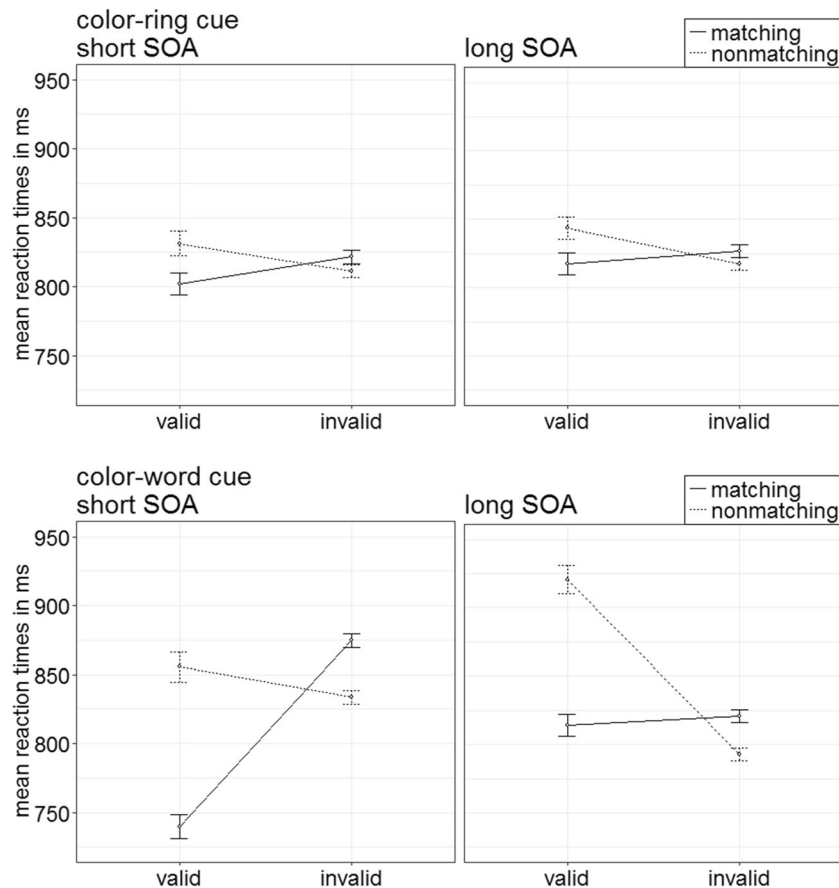 color-ring cue
short SOA
long SOA
matching
nonmatching
mean reaction times in ms
950
900
850
800
750
valid
invalid
valid
invalid
color-word cue
short SOA
long SOA
matching
nonmatching
mean reaction times in ms
950
900
850
800
750
valid
invalid
valid
invalid